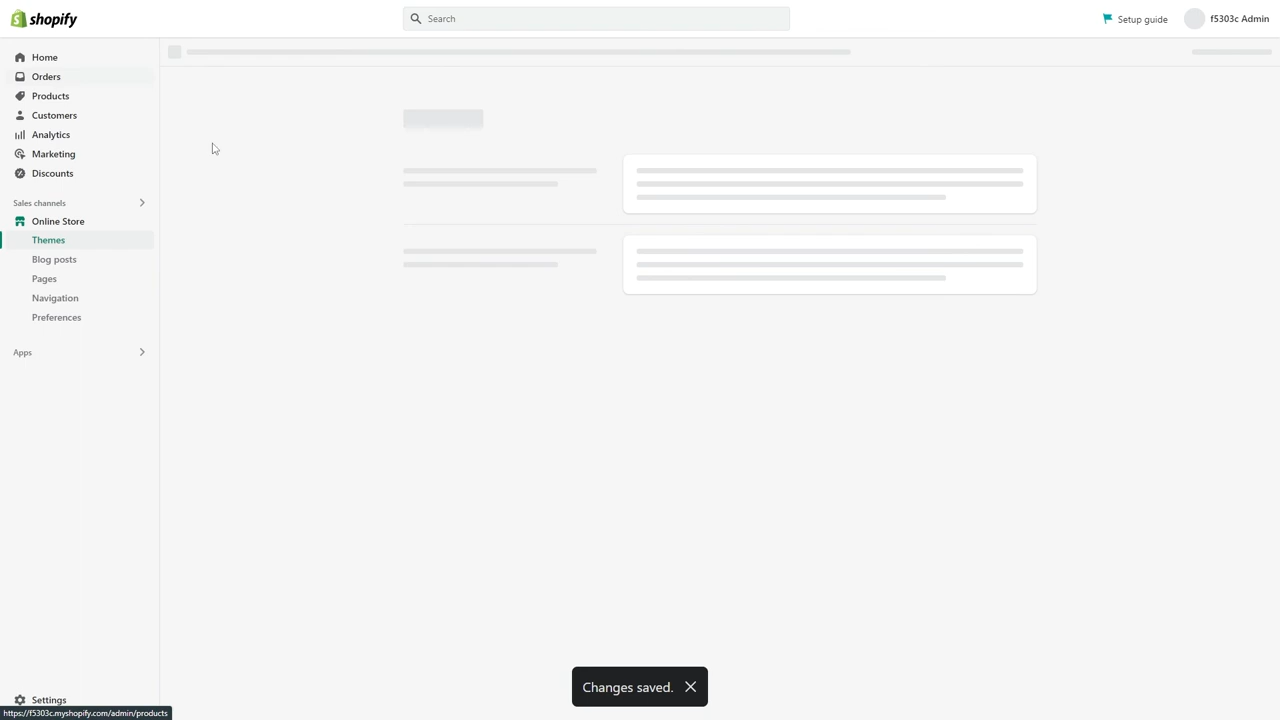 shopify
Search
Setup guide
f5303c Admin
Home
Orders
Products
Customers
Analytics
Marketing
Discounts
Sales channels
Online Store
Themes
Blog posts
Pages
Navigation
Preferences
Apps
Changes saved.
Settings
https://f5303c.myshopify.com/admin/products